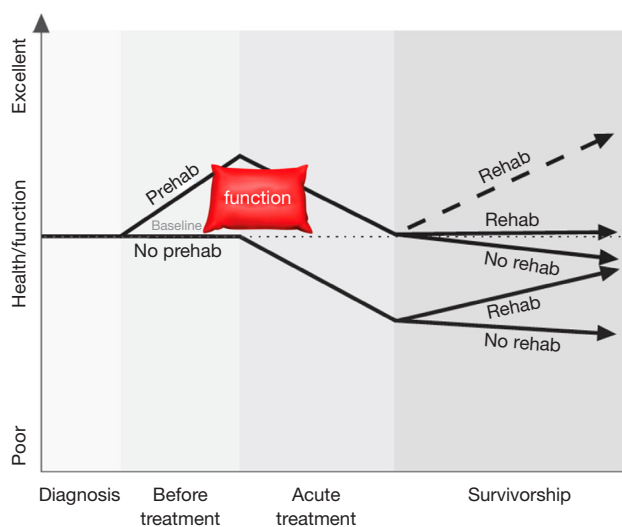 Excellent
Health/function
Poor
Prehab
function
Baseline
No prehab
Rehab
Rehab
No rehab
Rehab
No rehab
Diagnosis
Before
treatment
Acute
treatment
Survivorship